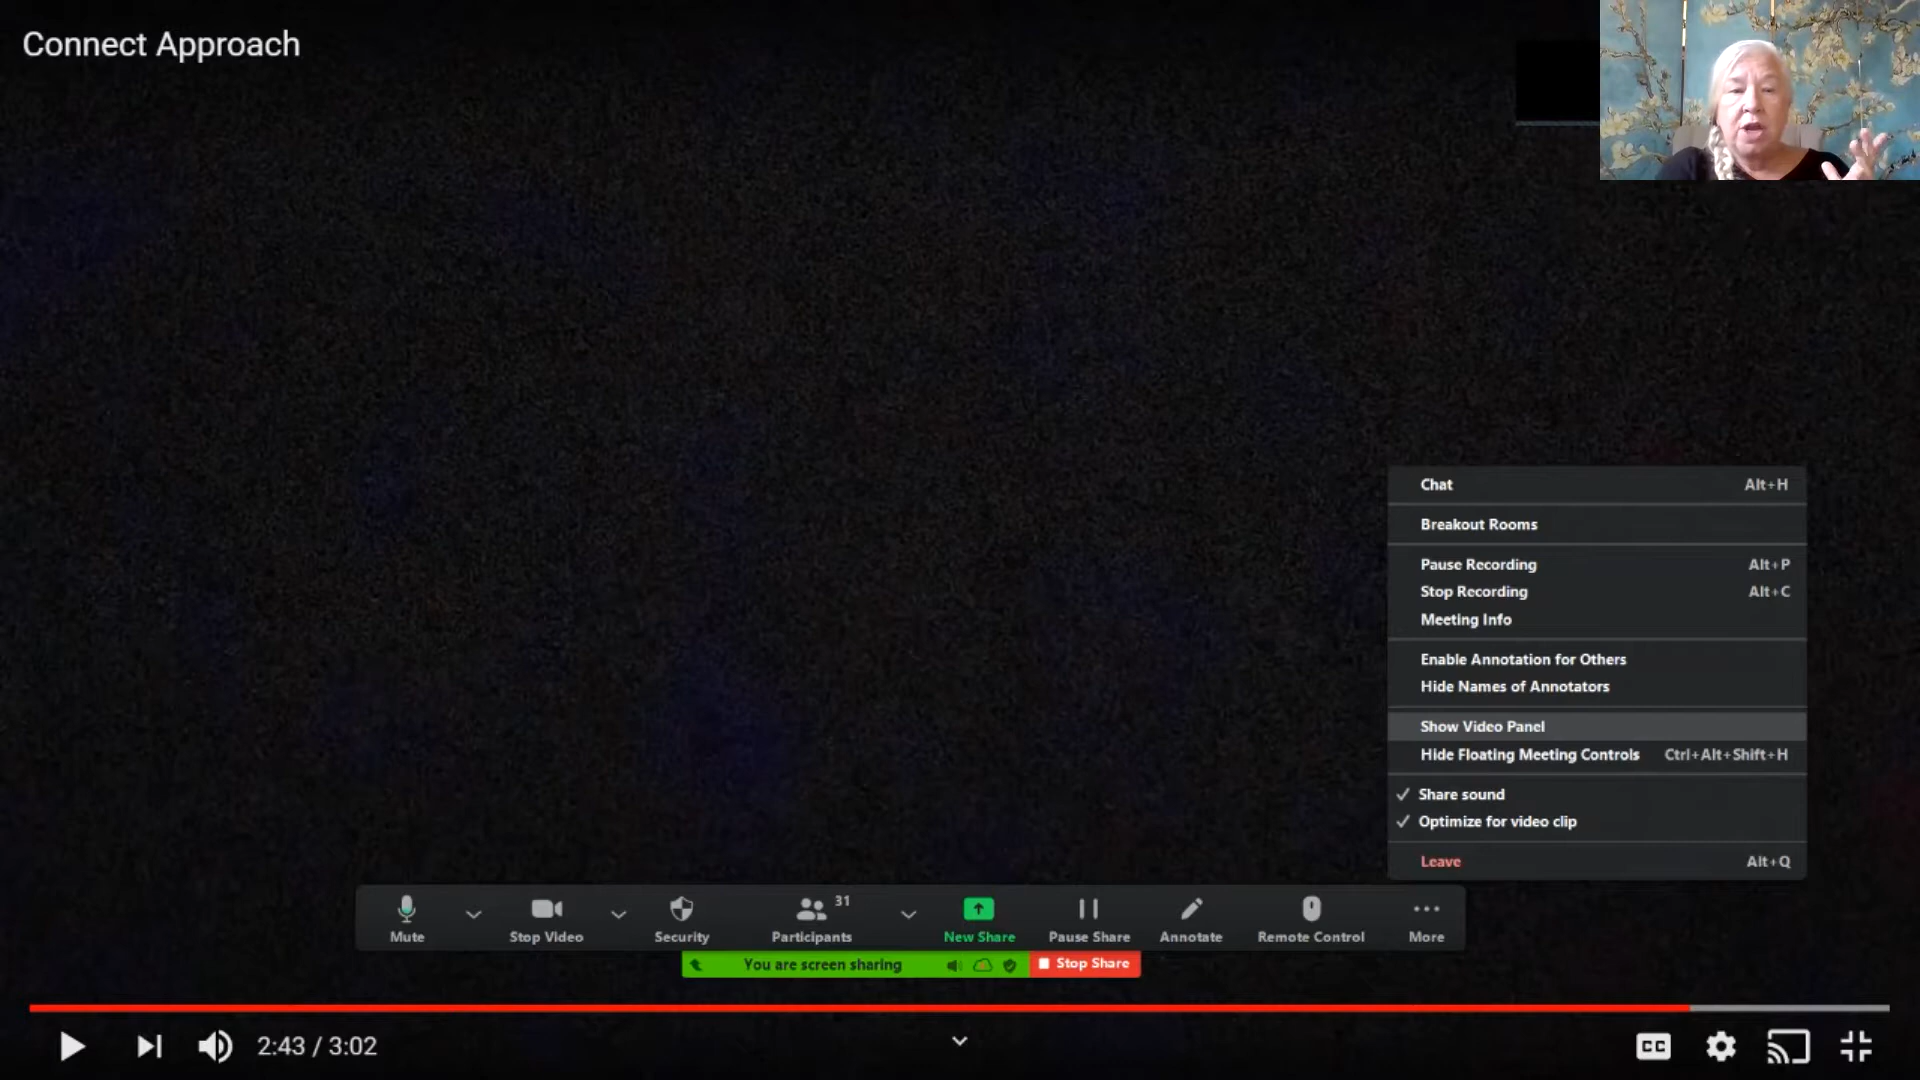 Connect Approach
Chat Alt+H
Breakout Rooms
Pause Recording Alt+P
Stop Recording Alt+C
Meeting Info
Enable Annotation for Others
Hide Names of Annotators
Show Video Panel
Hide Floating Meeting Controls Ctrl+Alt+Shift+H
Share sound
Optimize for video clip
Leave Alt+Q
31
Mute Stop Video Security Participants New Share Pause Share Annotate Remote Control More
You are screen sharing Stop Share
2:43 / 3:02 CC